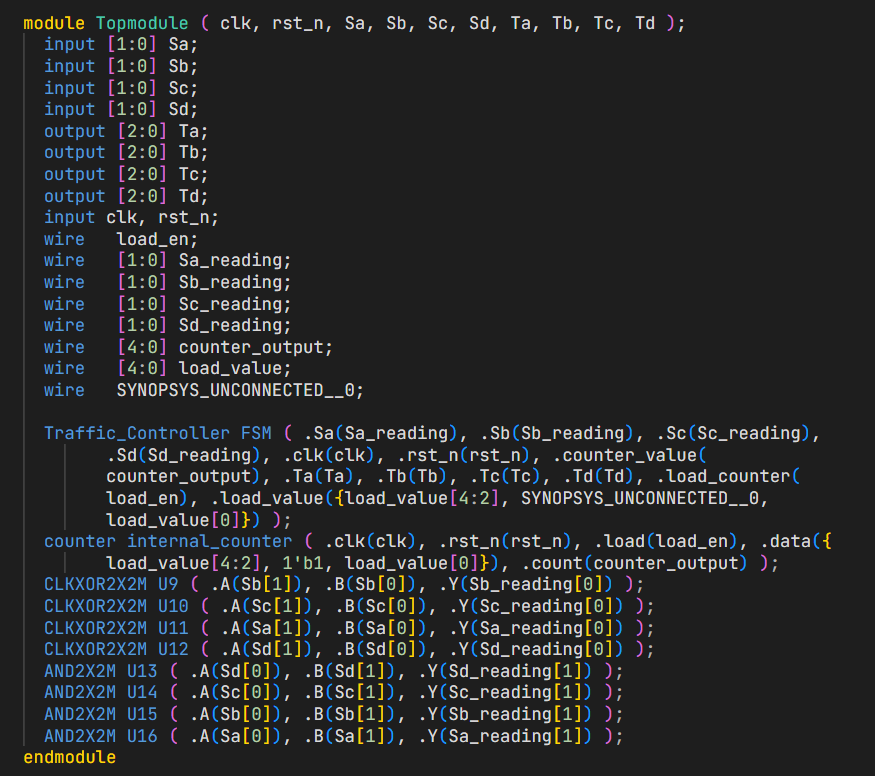 module Topmodule ( clk, rst_n, Sa, Sb, Sc, Sd, Ta, Tb, Tc, Td );
  input [1:0] Sa;
  input [1:0] Sb;
  input [1:0] Sc;
  input [1:0] Sd;
  output [2:0] Ta;
  output [2:0] Tb;
  output [2:0] Tc;
  output [2:0] Td;
  input clk, rst_n;
  wire   load_en;
  wire   [1:0] Sa_reading;
  wire   [1:0] Sb_reading;
  wire   [1:0] Sc_reading;
  wire   [1:0] Sd_reading;
  wire   [4:0] counter_output;
  wire   [4:0] load_value;
  wire   SYNOPSYS_UNCONNECTED__0;

  Traffic_Controller FSM ( .Sa(Sa_reading), .Sb(Sb_reading), .Sc(Sc_reading),
        .Sd(Sd_reading), .clk(clk), .rst_n(rst_n), .counter_value(
        counter_output), .Ta(Ta), .Tb(Tb), .Tc(Tc), .Td(Td), .load_counter(
        load_en), .load_value({load_value[4:2], SYNOPSYS_UNCONNECTED__0,
        load_value[0]}) );
  counter internal_counter ( .clk(clk), .rst_n(rst_n), .load(load_en), .data({
        load_value[4:2], 1'b1, load_value[0]}), .count(counter_output) );
  CLKXOR2X2M U9 ( .A(Sb[1]), .B(Sb[0]), .Y(Sb_reading[0]) );
  CLKXOR2X2M U10 ( .A(Sc[1]), .B(Sc[0]), .Y(Sc_reading[0]) );
  CLKXOR2X2M U11 ( .A(Sa[1]), .B(Sa[0]), .Y(Sa_reading[0]) );
  CLKXOR2X2M U12 ( .A(Sd[1]), .B(Sd[0]), .Y(Sd_reading[0]) );
  AND2X2M U13 ( .A(Sd[0]), .B(Sd[1]), .Y(Sd_reading[1]) );
  AND2X2M U14 ( .A(Sc[0]), .B(Sc[1]), .Y(Sc_reading[1]) );
  AND2X2M U15 ( .A(Sb[0]), .B(Sb[1]), .Y(Sb_reading[1]) );
  AND2X2M U16 ( .A(Sa[0]), .B(Sa[1]), .Y(Sa_reading[1]) );
endmodule